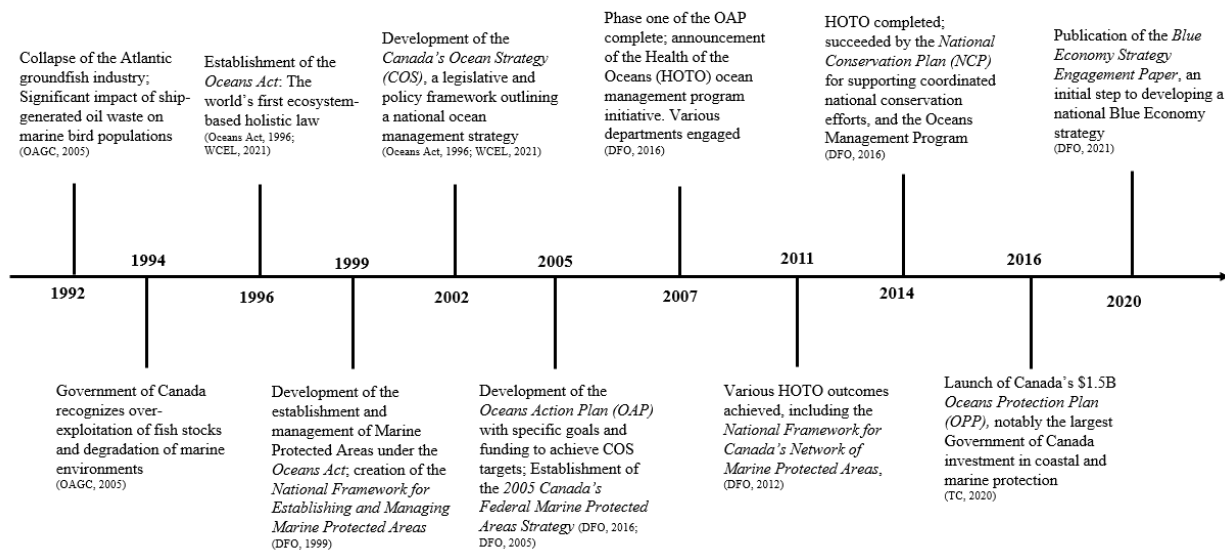 Collapse of the Atlantic
groundfish industry;
Significant impact of ship-
generated oil waste on
marine bird populations
(OAGC, 2005)
Establishment of the
Oceans Act: The
world's first ecosystem-
based holistic law
(Oceans Act, 1996;
WCEL, 2021)
Development of the
Canada's Ocean Strategy
(COS), a legislative and
policy framework outlining
a national ocean
management strategy
(Oceans Act, 1996; WCEL, 2021)
Phase one of the OAP
complete; announcement
of the Health of the
Oceans (HOTO) ocean
management program
initiative. Various
departments engaged
(DFO, 2016)
HOTO completed;
succeeded by the National
Conservation Plan (NCP)
for supporting coordinated
national conservation
efforts, and the Oceans
Management Program
(DFO, 2016)
Publication of the Blue
Economy Strategy
Engagement Paper, an
initial step to developing a
national Blue Economy
strategy
(DFO, 2021)
1994
1999
2005
2011
2016
1992
1996
2002
2007
2014
2020
Government of Canada
recognizes over-
exploitation of fish stocks
and degradation of marine
environments
(OAGC, 2005)
Development of the
establishment and
management of Marine
Protected Areas under the
Oceans Act; creation of the
National Framework for
Establishing and Managing
Marine Protected Areas
(DFO, 1999)
Development of the
Oceans Action Plan (OAP)
with specific goals and
funding to achieve COS
targets; Establishment of
the 2005 Canada's
Federal Marine Protected
Areas Strategy (DFO, 2016;
DFO, 2005)
Various HOTO outcomes
achieved, including the
National Framework for
Canada's Network of
Marine Protected Areas,
(DFO, 2012)
Launch of Canada's $1.5B
Oceans Protection Plan
(OPP), notably the largest
Government of Canada
investment in coastal and
marine protection
(TC, 2020)